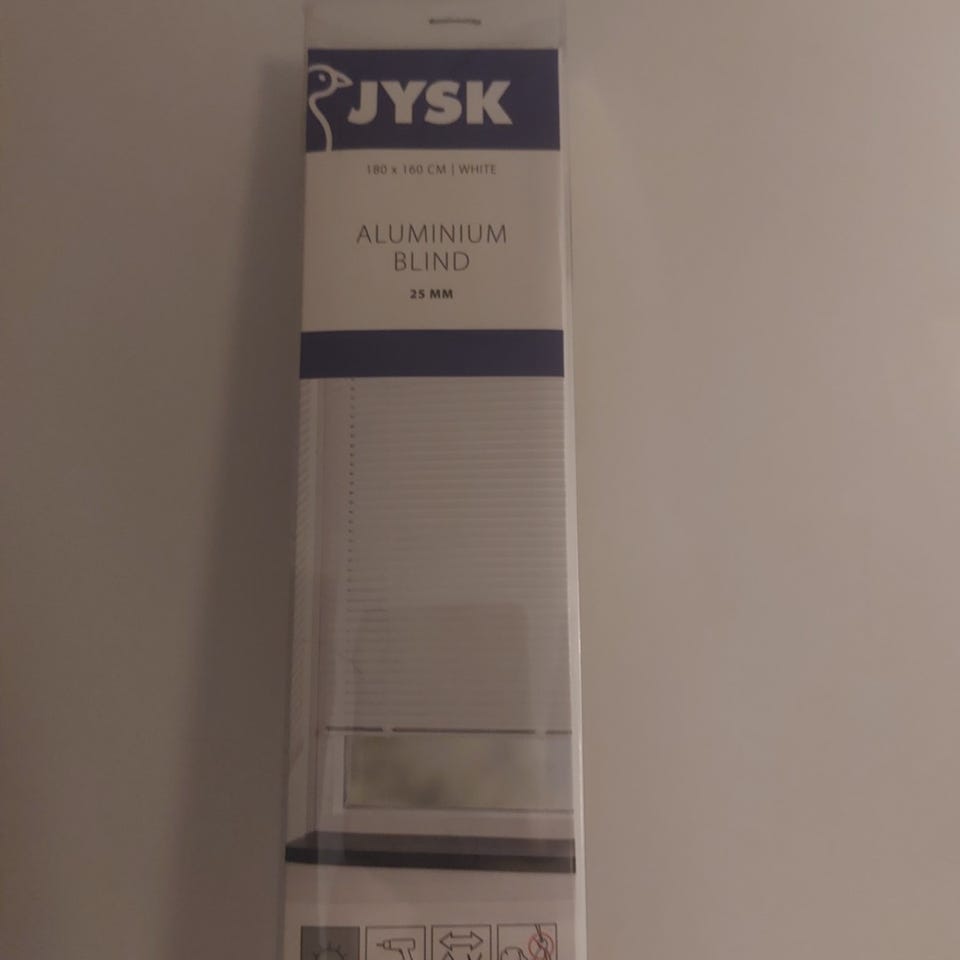 JYSK
180 x 160 CM | WHITE
ALUMINIUM
BLIND
25 MM